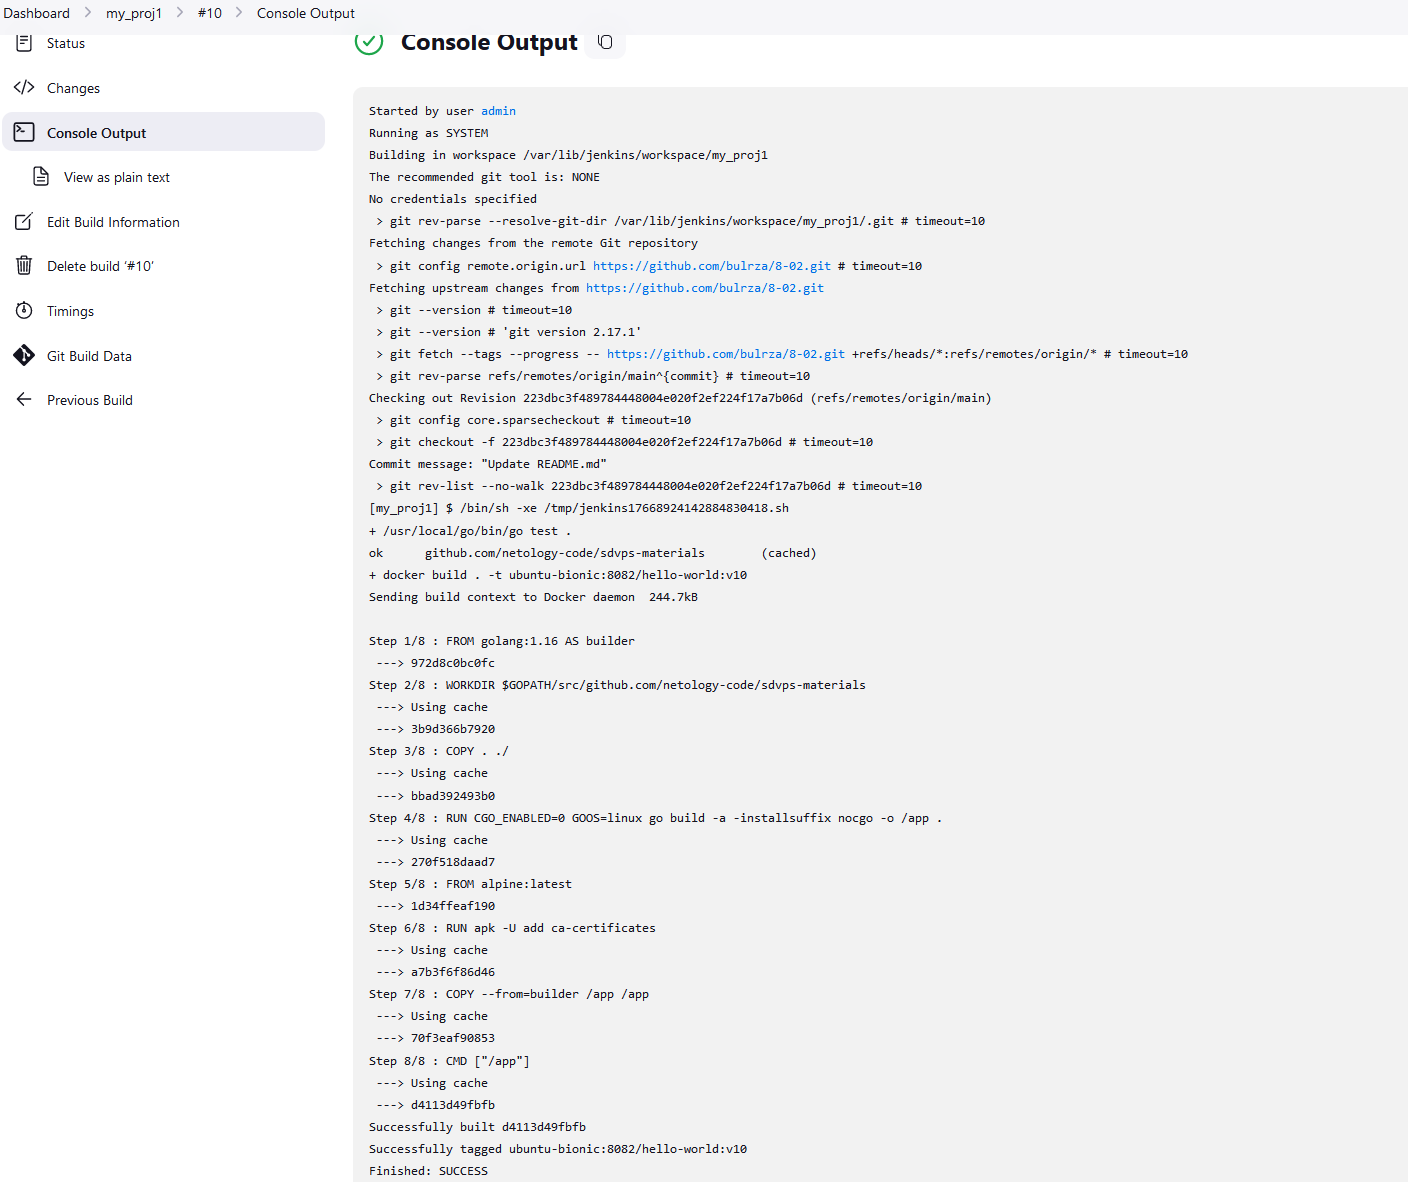 Dashboard > my_proj1 > #10 > Console Output
Status
Changes
Console Output
View as plain text
Edit Build Information
Delete build ‘#10’
Timings
Git Build Data
Previous Build
Console Output
Started by user admin
Running as SYSTEM
Building in workspace /var/lib/jenkins/workspace/my_proj1
The recommended git tool is: NONE
No credentials specified
 > git rev-parse --resolve-git-dir /var/lib/jenkins/workspace/my_proj1/.git # timeout=10
Fetching changes from the remote Git repository
 > git config remote.origin.url https://github.com/bulrza/8-02.git # timeout=10
Fetching upstream changes from https://github.com/bulrza/8-02.git
 > git --version # timeout=10
 > git --version # 'git version 2.17.1'
 > git fetch --tags --progress -- https://github.com/bulrza/8-02.git +refs/heads/*:refs/remotes/origin/* # timeout=10
 > git rev-parse refs/remotes/origin/main^{commit} # timeout=10
Checking out Revision 223dbc3f489784448004e020f2ef224f17a7b06d (refs/remotes/origin/main)
 > git config core.sparsecheckout # timeout=10
 > git checkout -f 223dbc3f489784448004e020f2ef224f17a7b06d # timeout=10
Commit message: "Update README.md"
 > git rev-list --no-walk 223dbc3f489784448004e020f2ef224f17a7b06d # timeout=10
[my_proj1] $ /bin/sh -xe /tmp/jenkins17668924142884830418.sh
+ /usr/local/go/bin/go test .
ok      github.com/netology-code/sdvps-materials        (cached)
+ docker build . -t ubuntu-bionic:8082/hello-world:v10
Sending build context to Docker daemon  244.7kB
Step 1/8 : FROM golang:1.16 AS builder
 ---> 972d8c0bc0fc
Step 2/8 : WORKDIR $GOPATH/src/github.com/netology-code/sdvps-materials
 ---> Using cache
 ---> 3b9d366b7920
Step 3/8 : COPY . ./
 ---> Using cache
 ---> bbad392493b0
Step 4/8 : RUN CGO_ENABLED=0 GOOS=linux go build -a -installsuffix nocgo -o /app .
 ---> Using cache
 ---> 270f518daad7
Step 5/8 : FROM alpine:latest
 ---> 1d34ffeaf190
Step 6/8 : RUN apk -U add ca-certificates
 ---> Using cache
 ---> a7b3f6f86d46
Step 7/8 : COPY --from=builder /app /app
 ---> Using cache
 ---> 70f3eaf90853
Step 8/8 : CMD ["/app"]
 ---> Using cache
 ---> d4113d49fbfb
Successfully built d4113d49fbfb
Successfully tagged ubuntu-bionic:8082/hello-world:v10
Finished: SUCCESS